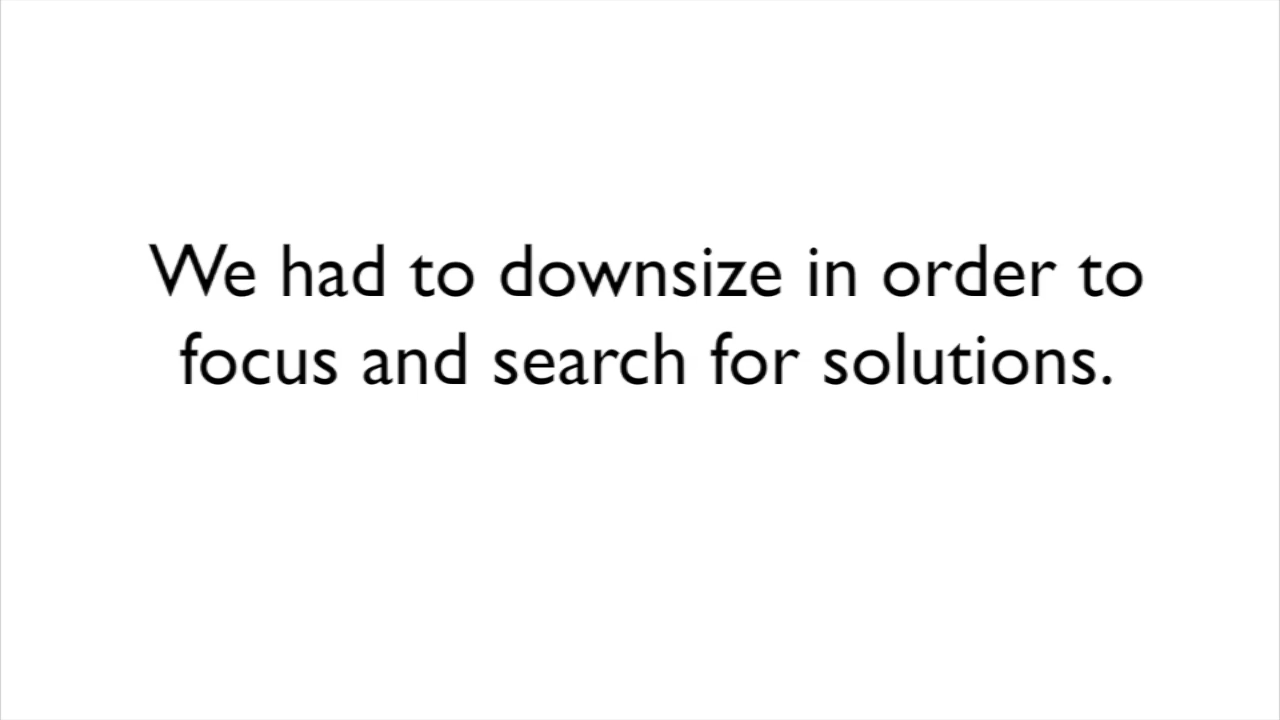 We had to downsize in order to
focus and search for solutions.